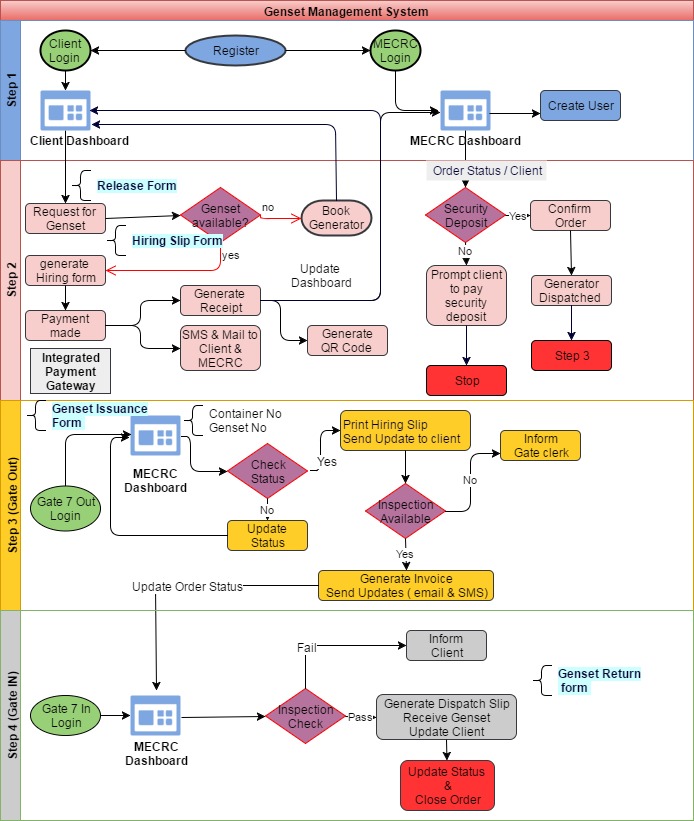 Genset Management System
Step 1
Client
Login
Register
MECRC
Login
Client Dashboard
MECRC Dashboard
Create User
Step 2
Order Status / Client
Release Form
Request for
Genset
Genset
available?
no
Book
Generator
Security
Deposit
Yes
Confirm
Order
Hiring Slip Form
yes
No
generate
Hiring form
Update
Dashboard
Prompt client
to pay
security
deposit
Generator
Dispatched
Payment
made
Generate
Receipt
SMS & Mail to
Client &
MECRC
Generate
QR Code
Integrated
Payment
Gateway
Stop
Step 3
Step 3 (Gate Out)
Genset Issuance
Form
Container No
Genset No
MECRC
Dashboard
Print Hiring Slip
Send Update to client
Inform
Gate clerk
Check
Status
Yes
No
Gate 7 Out
Login
No
Inspection
Available
Update
Status
Yes
Generate Invoice
Send Updates ( email & SMS)
Update Order Status
Step 4 (Gate IN)
Fail
Inform
Client
Genset Return
form
Gate 7 In
Login
MECRC
Dashboard
Inspection
Check
Pass
Generate Dispatch Slip
Receive Genset
Update Client
Update Status
&
Close Order